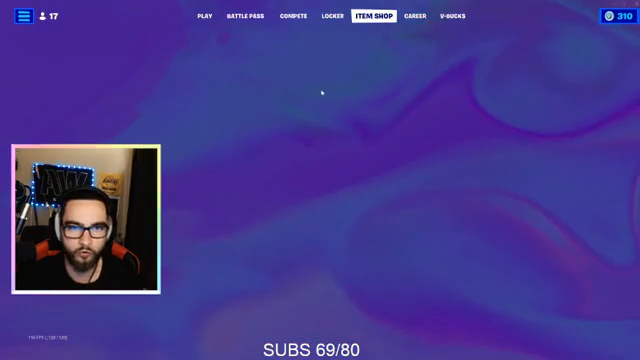 17 PLAY BATTLE PASS COMPETE LOCKER ITEM SHOP CAREER V-BUCKS 310
SUBS 69/80